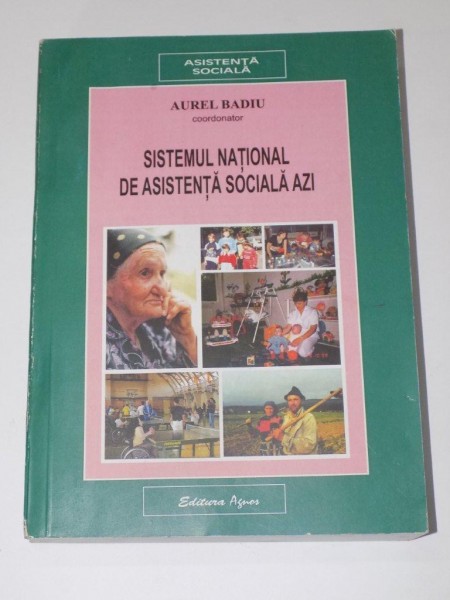 ASISTENȚĂ
SOCIALĂ
AUREL BADIU
coordonator
SISTEMUL NAȚIONAL
DE ASISTENȚĂ SOCIALĂ AZI
Editura Agnos